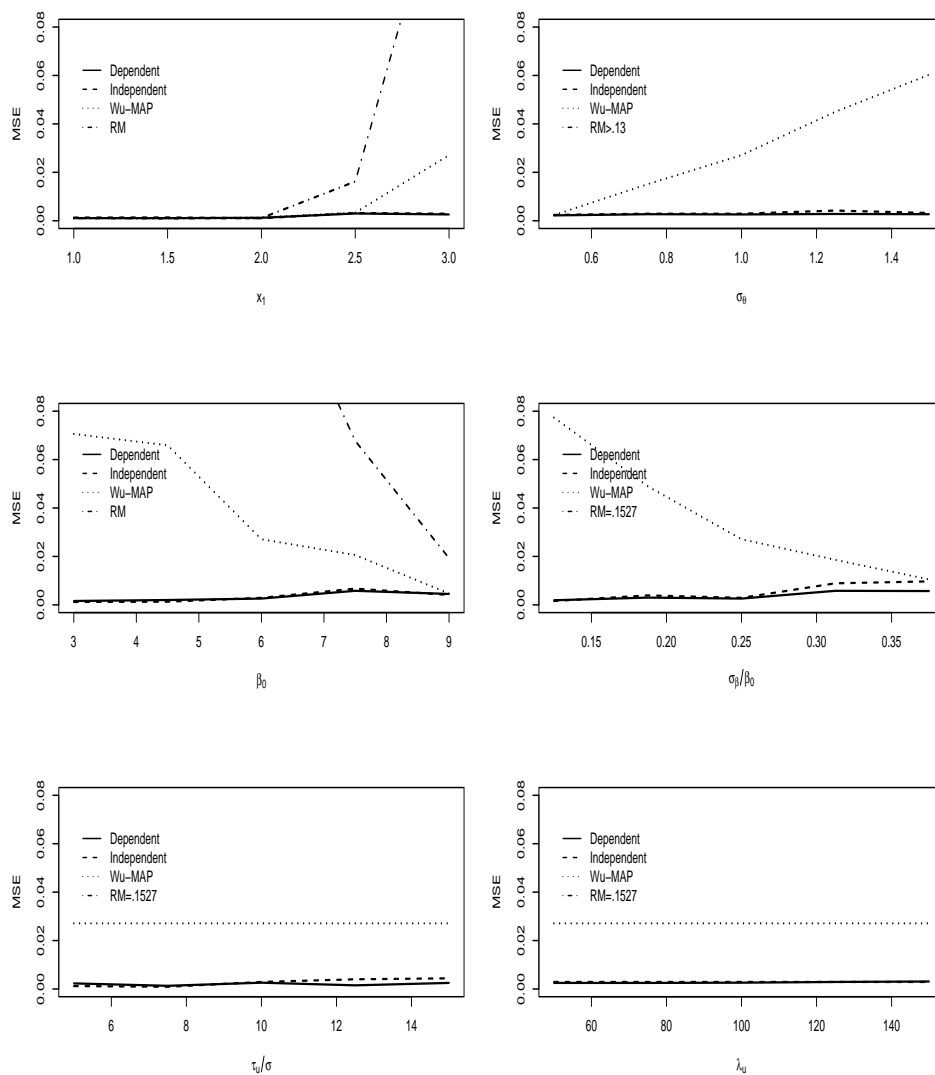 MSE
0.00 0.02 0.04 0.06 0.08
Dependent
Independent
Wu−MAP
RM
1.0 1.5 2.0 2.5 3.0
x₁
MSE
0.00 0.02 0.04 0.06 0.08
Dependent
Independent
Wu−MAP
RM>.13
0.6 0.8 1.0 1.2 1.4
σ_θ
MSE
0.00 0.02 0.04 0.06 0.08
Dependent
Independent
Wu−MAP
RM
3 4 5 6 7 8 9
β₀
MSE
0.00 0.02 0.04 0.06 0.08
Dependent
Independent
Wu−MAP
RM=.1527
0.15 0.20 0.25 0.30 0.35
σ_β/β₀
MSE
0.00 0.02 0.04 0.06 0.08
Dependent
Independent
Wu−MAP
RM=.1527
6 8 10 12 14
τ_u/σ
MSE
0.00 0.02 0.04 0.06 0.08
Dependent
Independent
Wu−MAP
RM=.1527
60 80 100 120 140
λ_u